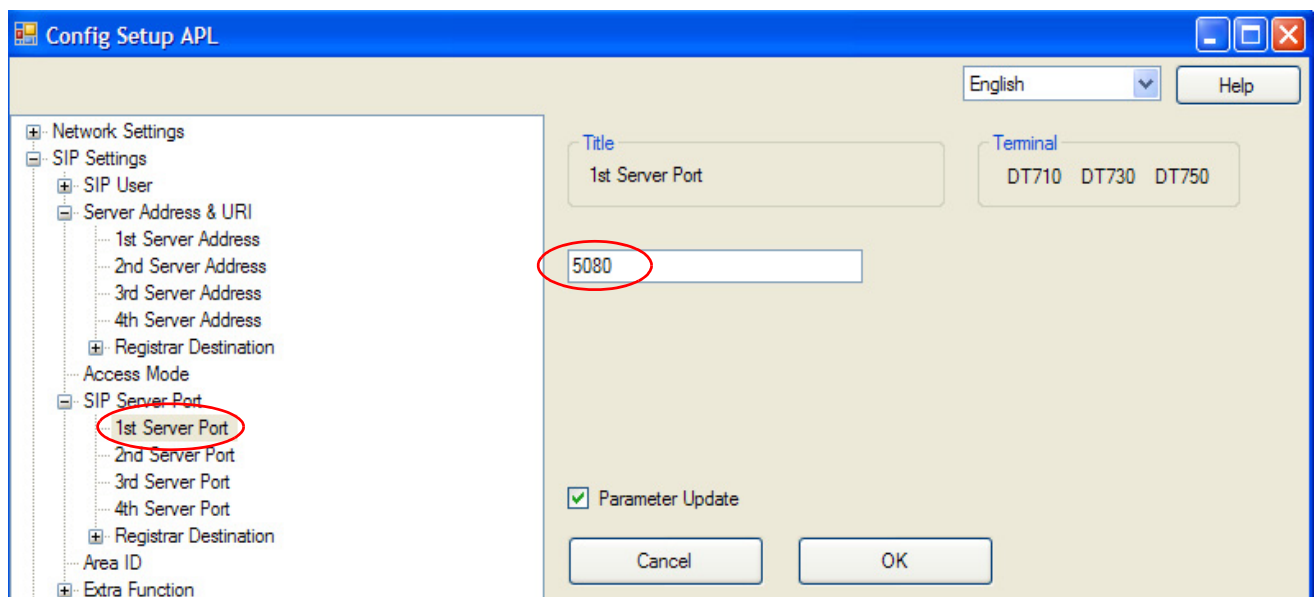 Config Setup APL
English
Help
Network Settings
SIP Settings
SIP User
Server Address & URI
1st Server Address
2nd Server Address
3rd Server Address
4th Server Address
Registrar Destination
Access Mode
SIP Server Port
1st Server Port
2nd Server Port
3rd Server Port
4th Server Port
Registrar Destination
Area ID
Extra Function
Title
1st Server Port
Terminal
DT710 DT730 DT750
5080
Parameter Update
Cancel
OK